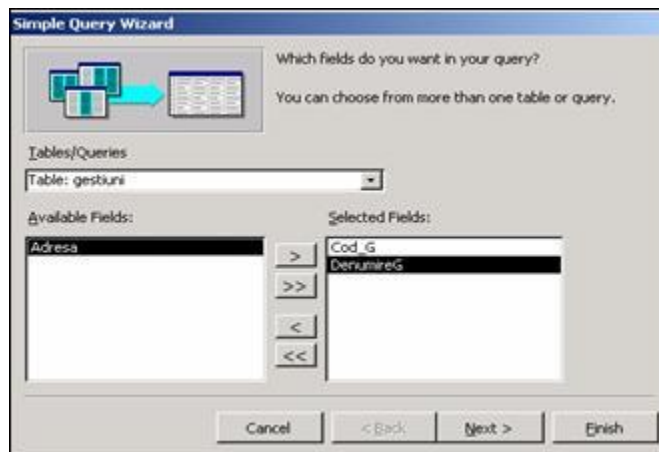 Simple Query Wizard
Which fields do you want in your query?
You can choose from more than one table or query.
Tables/Queries
Table: gestiuni
Available Fields:
Selected Fields:
Adresa
Cod_G
DenumireG
>
>>
<
<<
Cancel
< Back
Next >
Finish